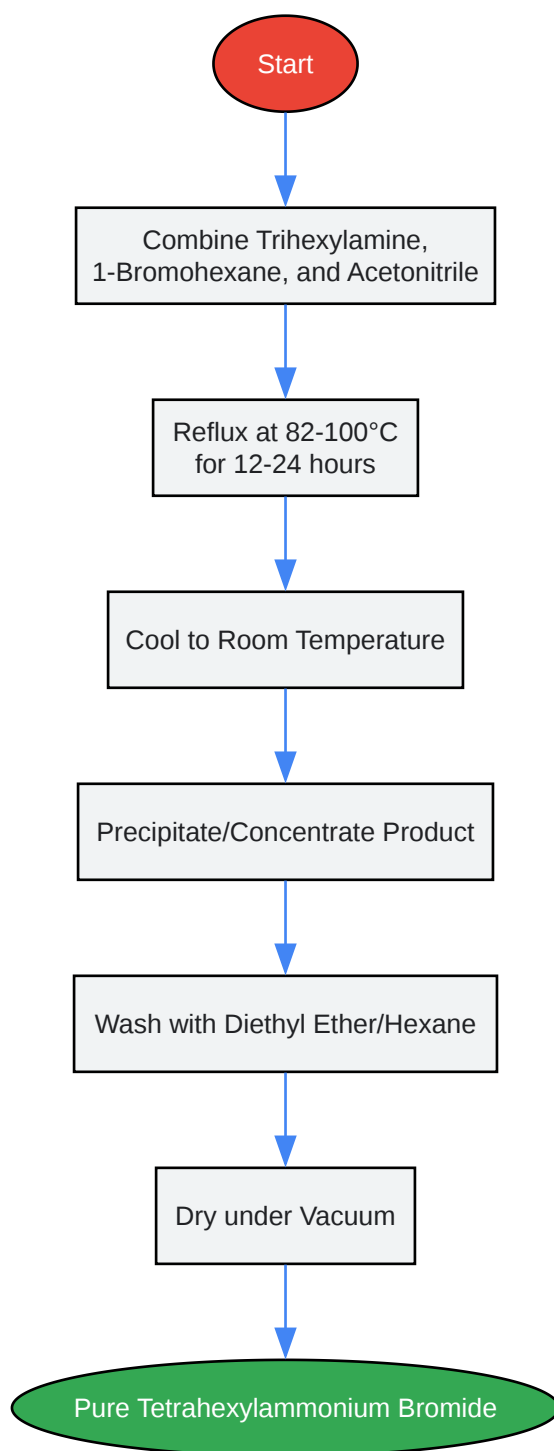 Start
Combine Trihexylamine,
1-Bromohexane, and Acetonitrile
Reflux at 82-100°C
for 12-24 hours
Cool to Room Temperature
Precipitate/Concentrate Product
Wash with Diethyl Ether/Hexane
Dry under Vacuum
Pure Tetrahexylammonium Bromide